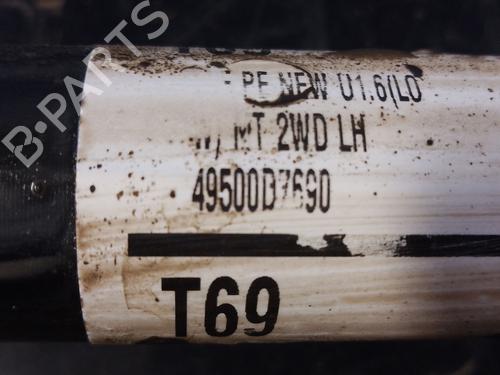 PE NEW U1.6(LO
W) MT 2WD LH
49500D7690
T69
B-PARTS